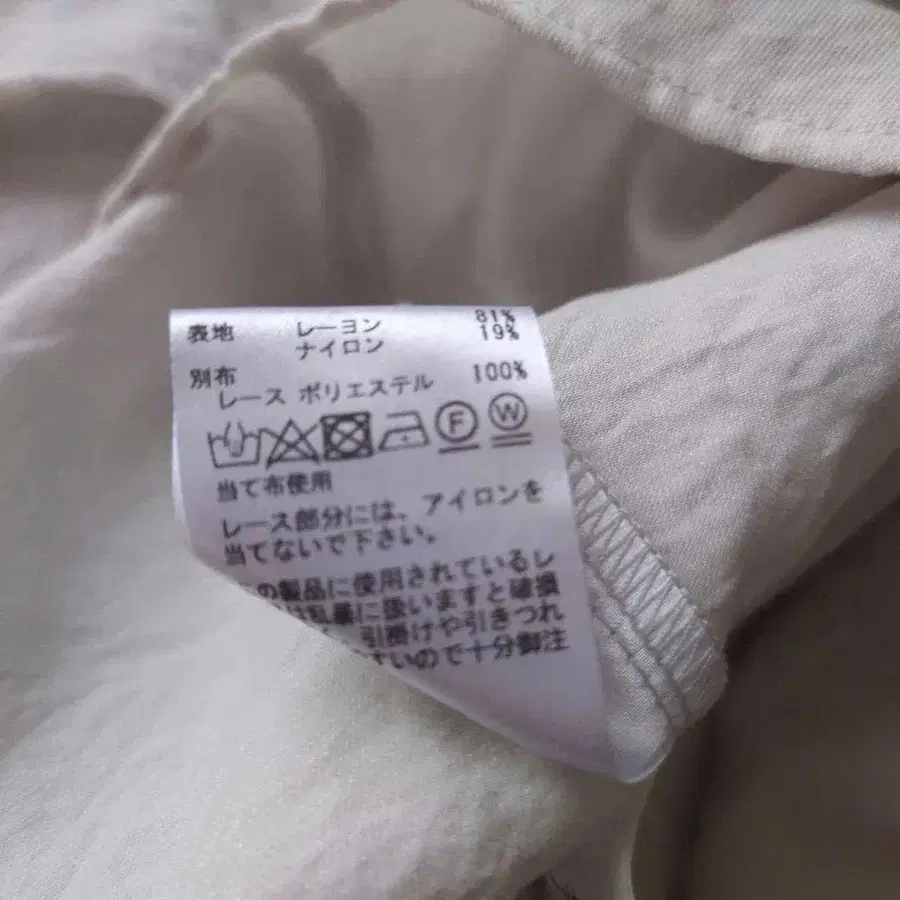 表地 レーヨン 81%
ナイロン 19%
別布
レース ポリエステル 100%
F W
当て布使用
レース部分には、アイロンを
当てないで下さい。
の製品に使用されているレ
に扱いますと破損
引掛けや引きつれ
すいので十分御注